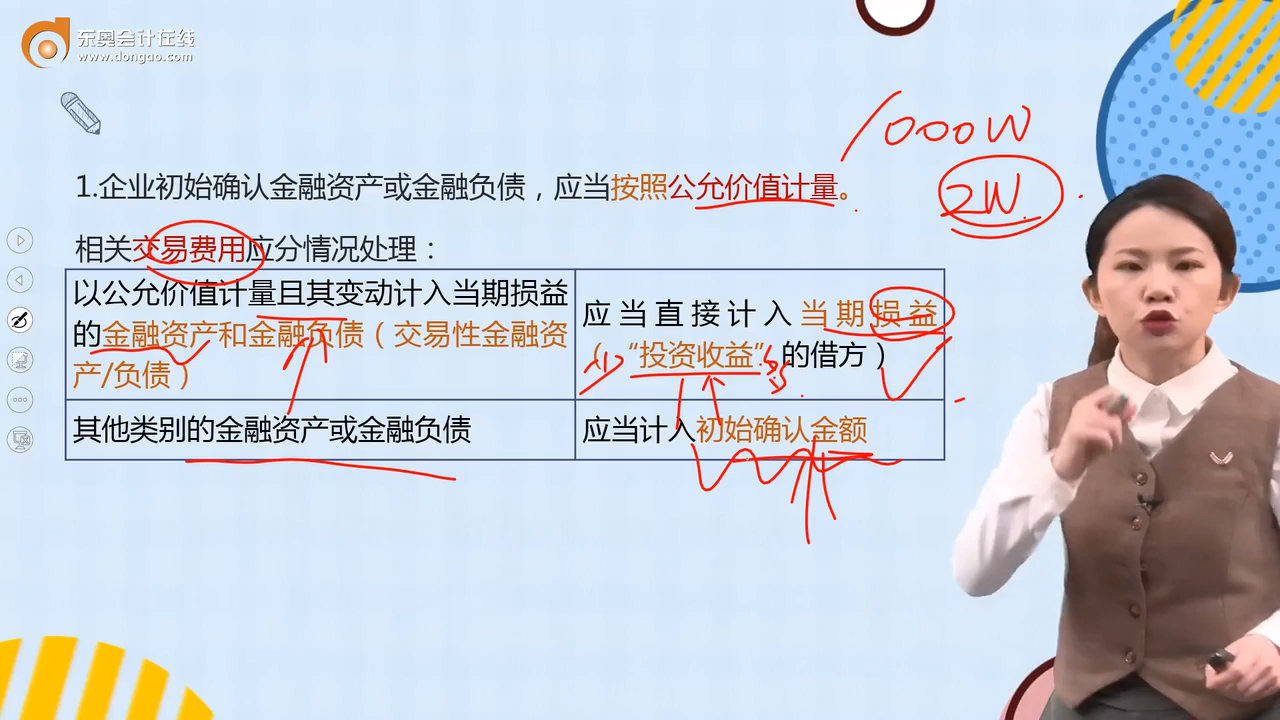 东奥会计在线
www.dongao.com
1000W
1.企业初始确认金融资产或金融负债，应当按照公允价值计量。
2W
相关交易费用应分情况处理：
以公允价值计量且其变动计入当期损益
的金融资产和金融负债（交易性金融资
产/负债）
应当直接计入当期损益
（“投资收益”的借方）
其他类别的金融资产或金融负债
应当计入初始确认金额